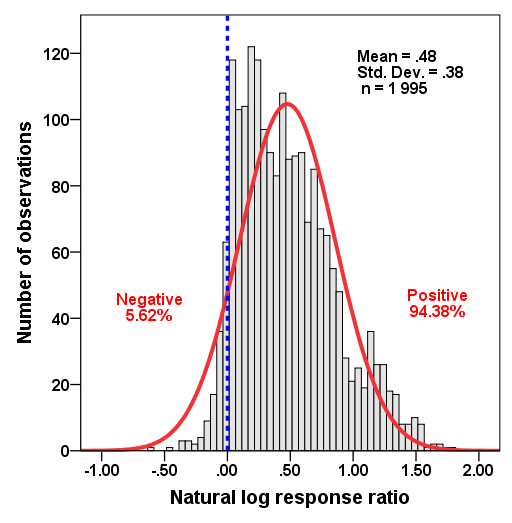 Mean = .48
Std. Dev. = .38
n = 1 995
Number of observations
120
100
80
60
40
20
0
Negative
5.62%
Positive
94.38%
-1.00
-.50
.00
.50
1.00
1.50
2.00
Natural log response ratio